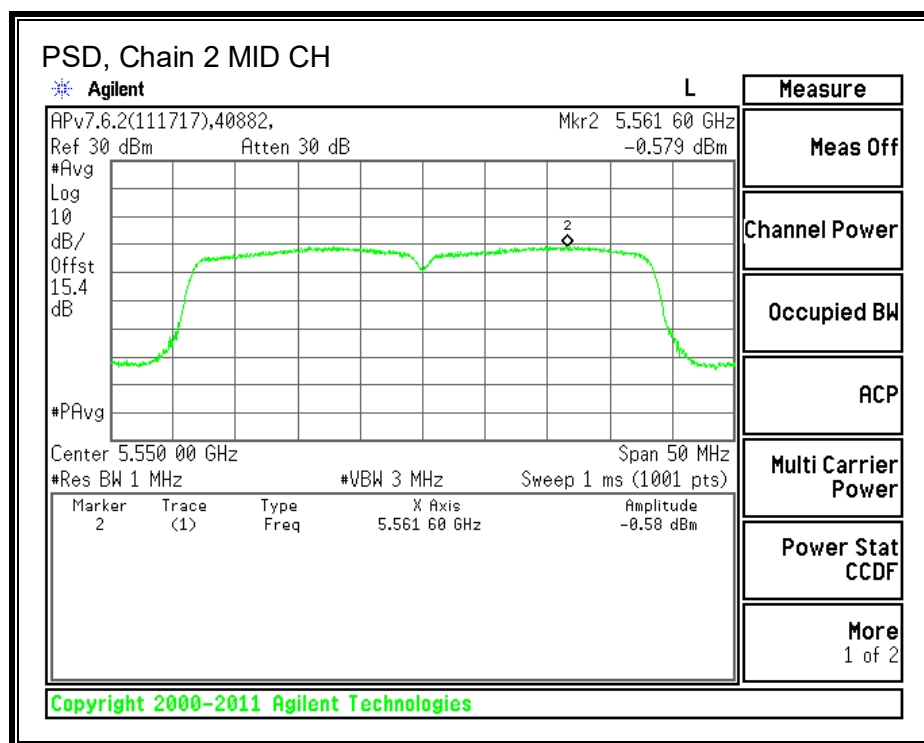 PSD, Chain 2 MID CH
Agilent
L
Measure
APv7.6.2(111717),40882,
Mkr2 5.561 60 GHz
Ref 30 dBm
Atten 30 dB
-0.579 dBm
#Avg
Log
10
dB/
Offst
15.4
dB
#PAvg
2
Center 5.550 00 GHz
Span 50 MHz
#Res BW 1 MHz
#VBW 3 MHz
Sweep 1 ms (1001 pts)
Marker Trace Type X Axis Amplitude
2 (1) Freq 5.561 60 GHz -0.58 dBm
Meas Off
Channel Power
Occupied BW
ACP
Multi Carrier
Power
Power Stat
CCDF
More
1 of 2
Copyright 2000-2011 Agilent Technologies